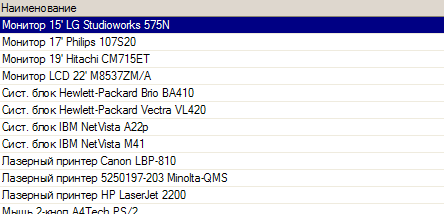 Наименование
Монитор 15' LG Studioworks 575N
Монитор 17' Philips 107S20
Монитор 19' Hitachi CM715ET
Монитор LCD 22' M8537ZM/A
Сист. блок Hewlett-Packard Brio BA410
Сист. блок Hewlett-Packard Vectra VL420
Сист. блок IBM NetVista A22p
Сист. блок IBM NetVista M41
Лазерный принтер Canon LBP-810
Лазерный принтер 5250197-203 Minolta-QMS
Лазерный принтер HP LaserJet 2200
Мышь 2-кноп A4Tech PS/2